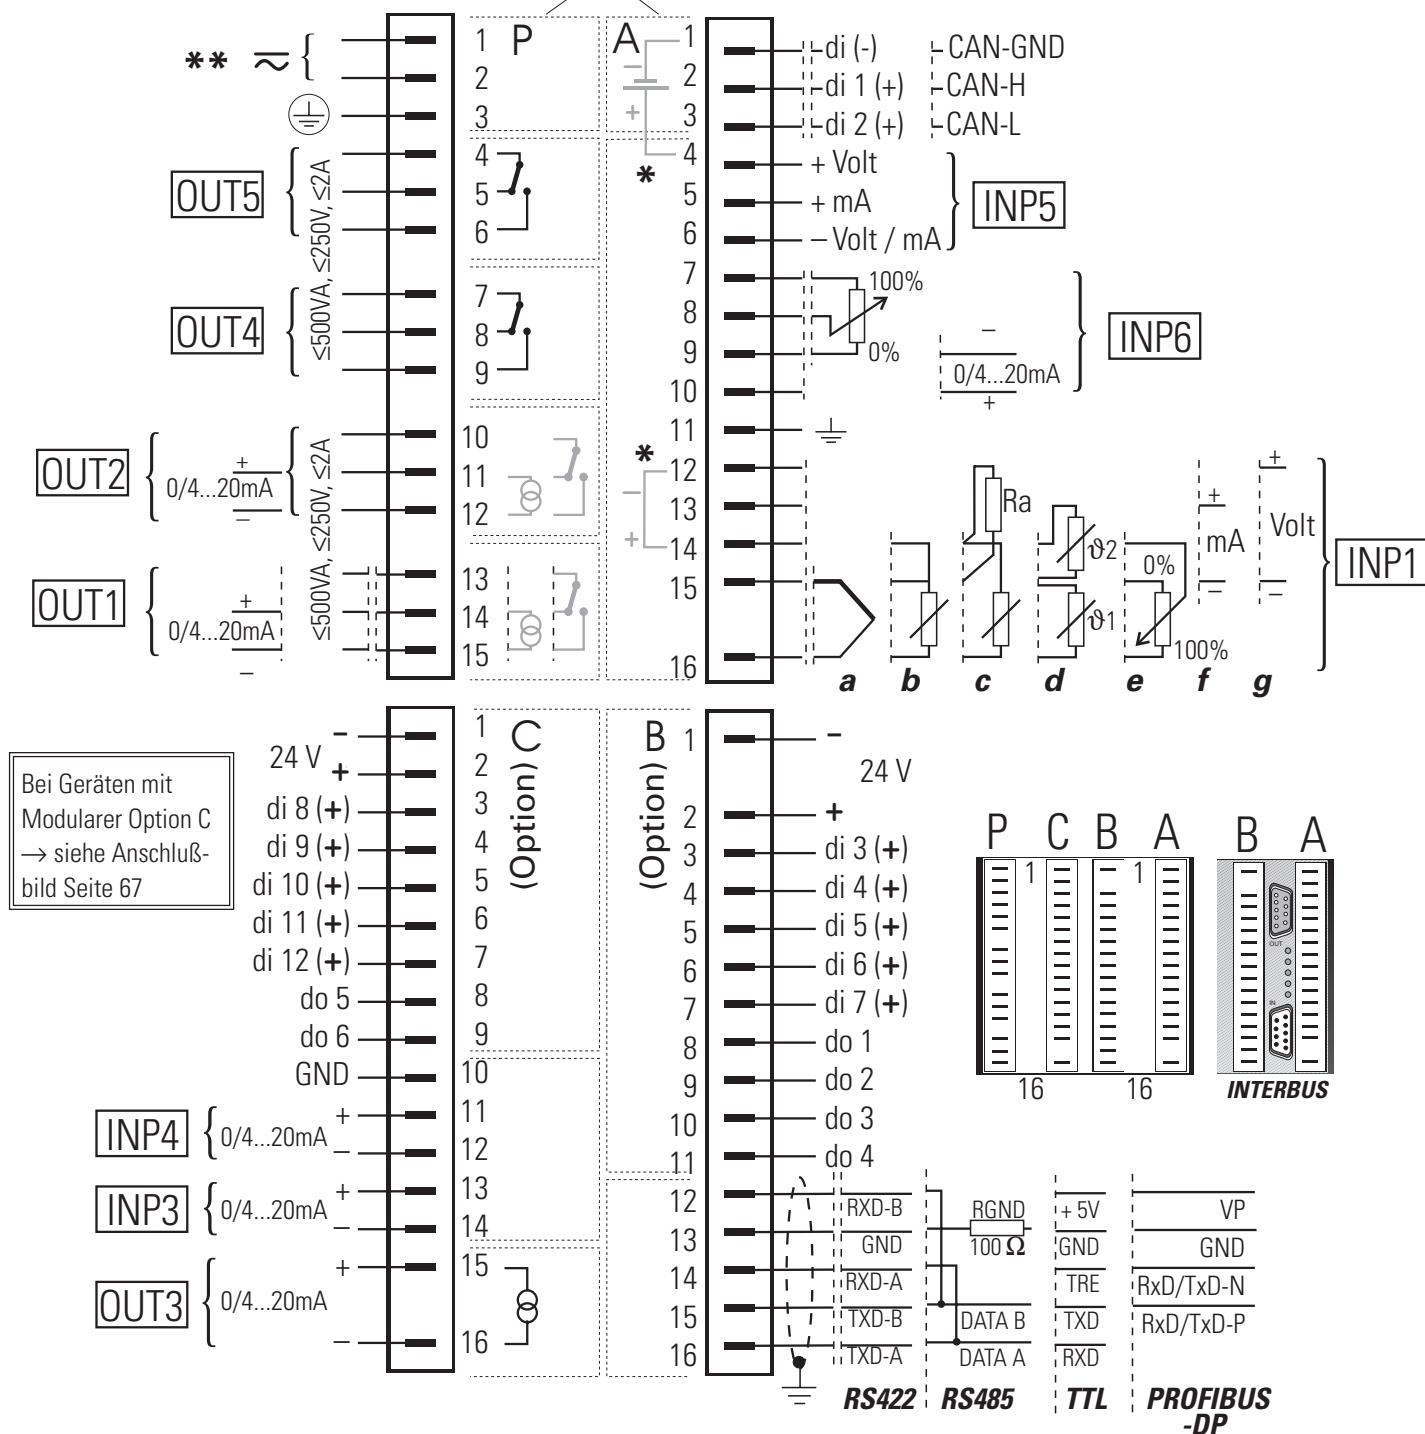 ** ≂ {
1 P
2
3
A 1
2
3
− +
*
di (-) CAN-GND
di 1 (+) CAN-H
di 2 (+) CAN-L
OUT5
≤500VA, ≤250V, ≤2A
4
5
6
4
5
6
+ Volt
+ mA
– Volt / mA
INP5
OUT4
7
8
9
7
8
9
10
100%
0%
–
0/4...20mA
+
INP6
11
OUT2
+
0/4...20mA
–
≤500VA, ≤250V, ≤2A
10
11
12
*
−
+
12
13
14
15
16
OUT1
+
0/4...20mA
–
13
14
15
Ra
ϑ2
ϑ1
0%
100%
+
mA
–
+
Volt
–
INP1
a b c d e f g
Bei Geräten mit
Modularer Option C
→ siehe Anschluß-
bild Seite 67
–
24 V
+
di 8 (+)
di 9 (+)
di 10 (+)
di 11 (+)
di 12 (+)
do 5
do 6
GND
INP4
0/4...20mA
+
–
INP3
0/4...20mA
+
–
OUT3
0/4...20mA
+
–
1
2
3
4
5
6
7
8
9
10
11
12
13
14
15
16
C
(Option)
B
(Option)
1
2
3
4
5
6
7
8
9
10
11
12
13
14
15
16
–
24 V
+
di 3 (+)
di 4 (+)
di 5 (+)
di 6 (+)
di 7 (+)
do 1
do 2
do 3
do 4
P C B A
1 1
16 16
B A
OUT
IN
INTERBUS
RXD-B
GND
RXD-A
TXD-B
TXD-A
RS422
RGND
100 Ω
DATA B
DATA A
RS485
+ 5V
GND
TRE
TXD
RXD
TTL
VP
GND
RxD/TxD-N
RxD/TxD-P
PROFIBUS
-DP